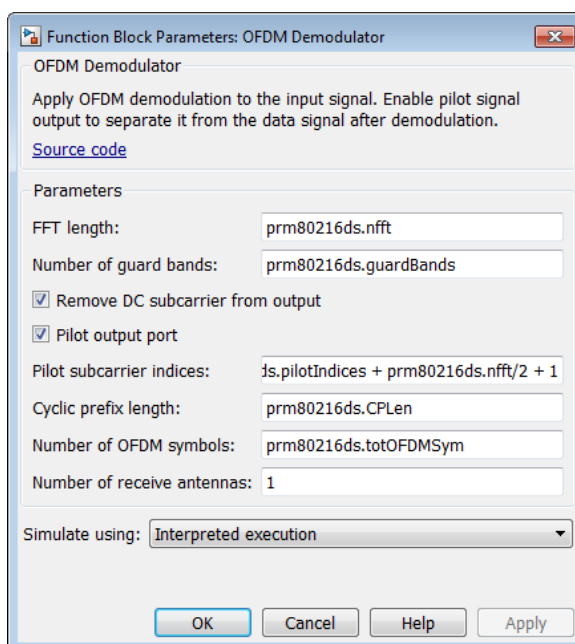 Function Block Parameters: OFDM Demodulator
OFDM Demodulator
Apply OFDM demodulation to the input signal. Enable pilot signal
output to separate it from the data signal after demodulation.
Source code
Parameters
FFT length: prm80216ds.nfft
Number of guard bands: prm80216ds.guardBands
Remove DC subcarrier from output
Pilot output port
Pilot subcarrier indices: ds.pilotIndices + prm80216ds.nfft/2 + 1
Cyclic prefix length: prm80216ds.CPLen
Number of OFDM symbols: prm80216ds.totOFDMSym
Number of receive antennas: 1
Simulate using: Interpreted execution
OK Cancel Help Apply